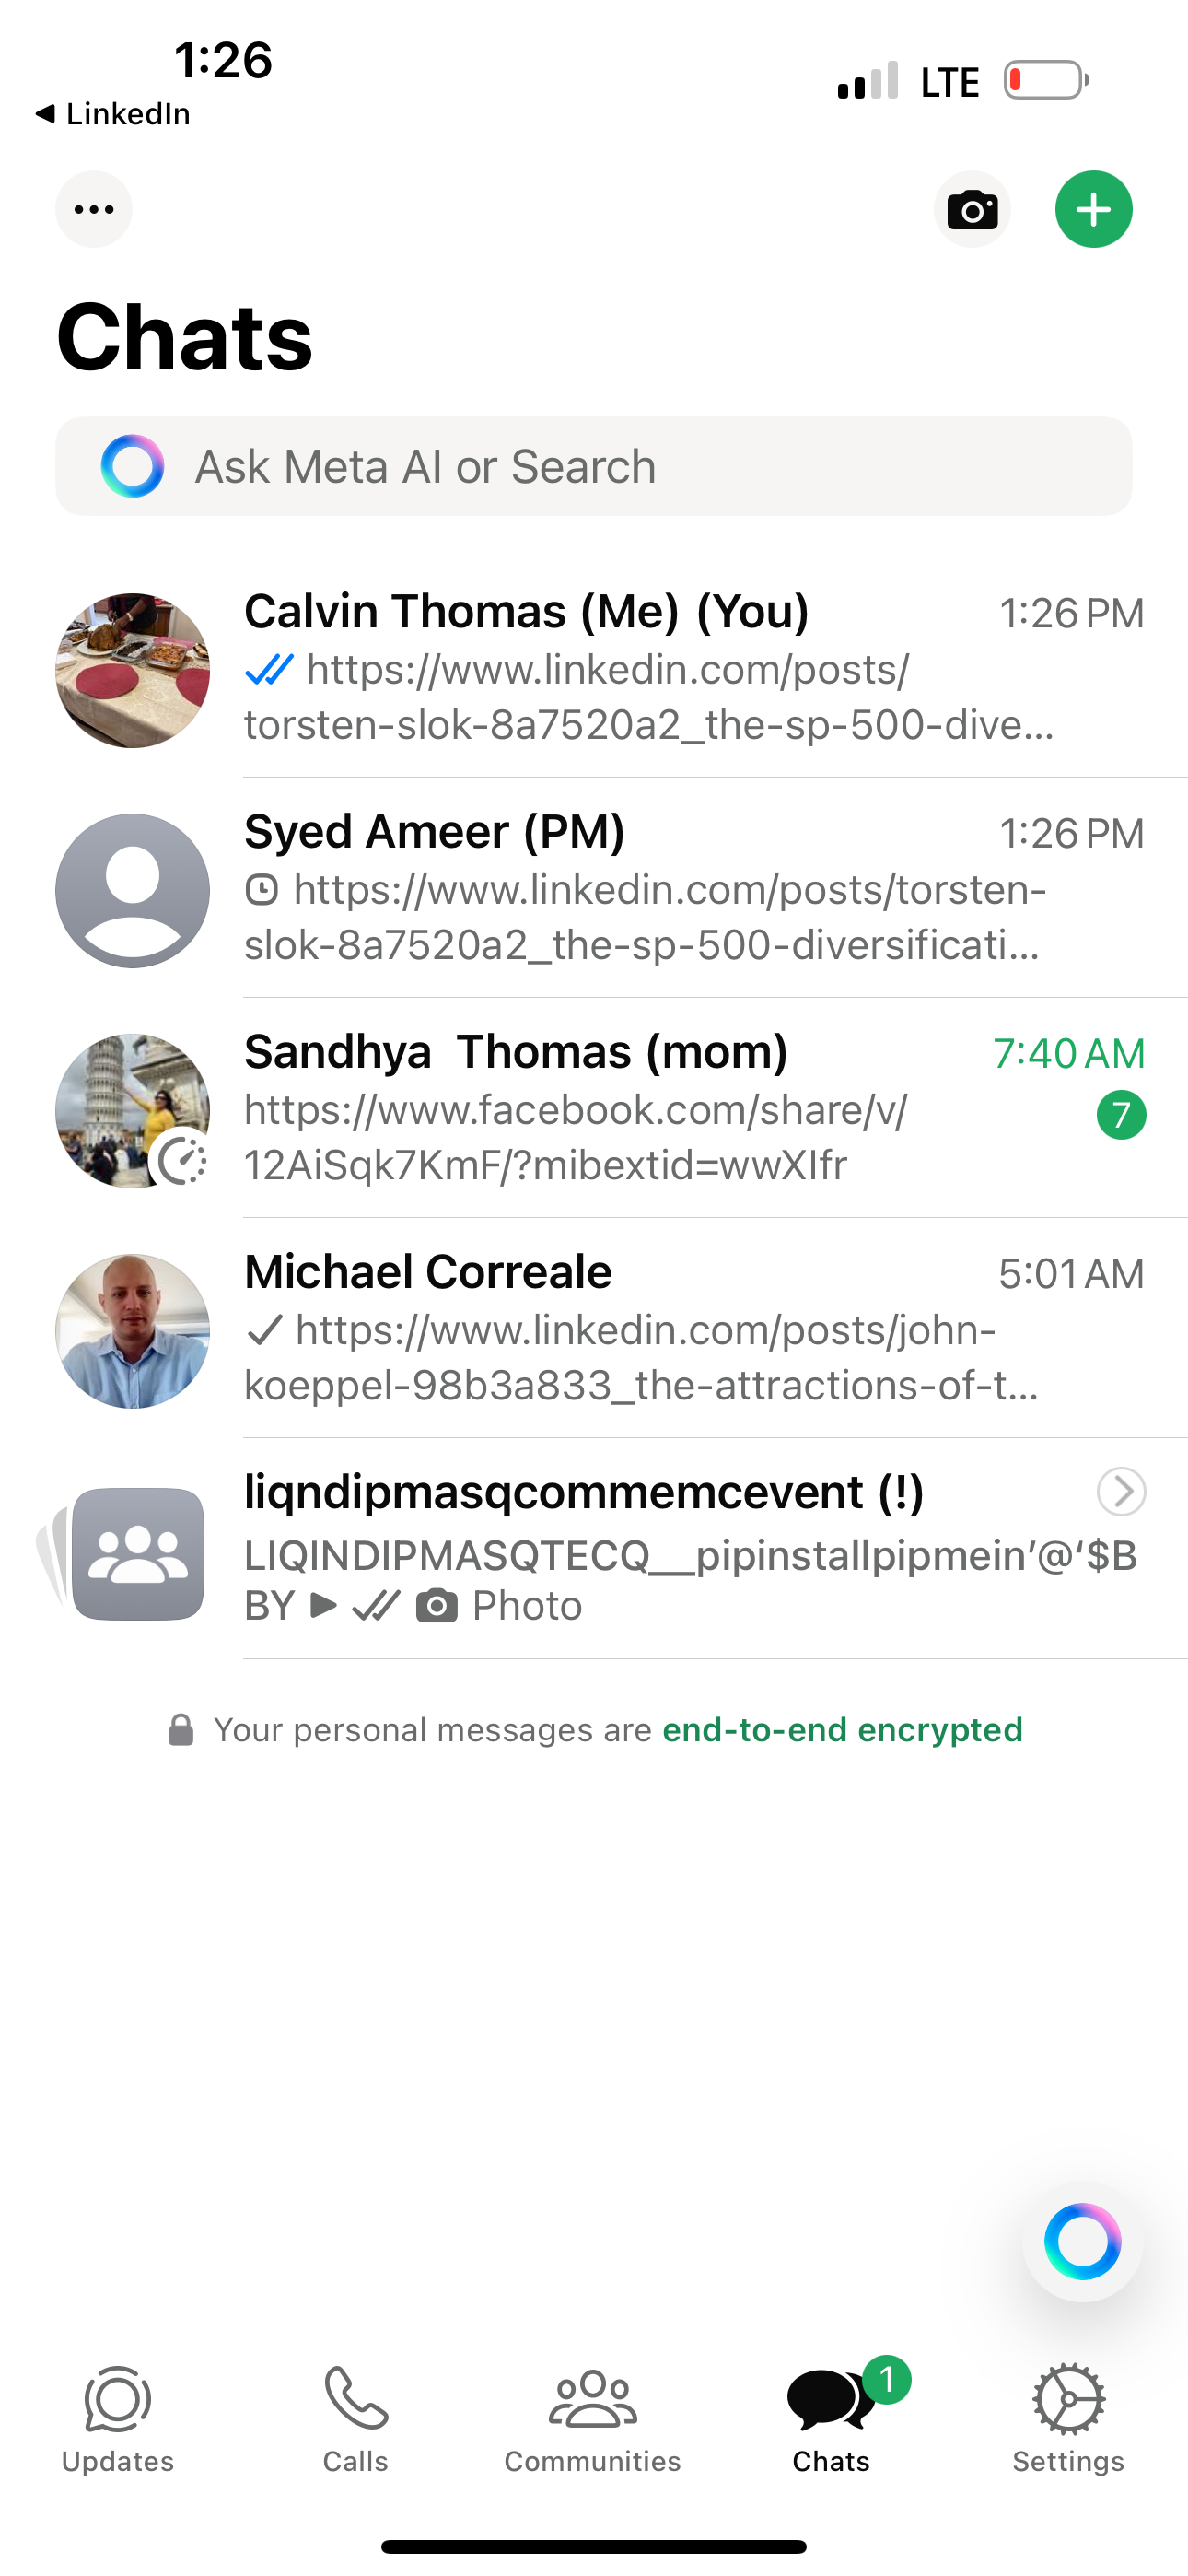 1:26
LTE
◀ LinkedIn
Chats
Ask Meta AI or Search
Calvin Thomas (Me) (You)
1:26 PM
https://www.linkedin.com/posts/
torsten-slok-8a7520a2_the-sp-500-dive...
Syed Ameer (PM)
1:26 PM
https://www.linkedin.com/posts/torsten-
slok-8a7520a2_the-sp-500-diversificati...
Sandhya  Thomas (mom)
7:40 AM
https://www.facebook.com/share/v/
7
12AiSqk7KmF/?mibextid=wwXIfr
Michael Correale
5:01 AM
https://www.linkedin.com/posts/john-
koeppel-98b3a833_the-attractions-of-t...
liqndipmasqcommemcevent (!)
LIQINDIPMASQTECQ__pipinstallpipmein’@‘$B
BY ▶ Photo
Your personal messages are end-to-end encrypted
1
Updates
Calls
Communities
Chats
Settings